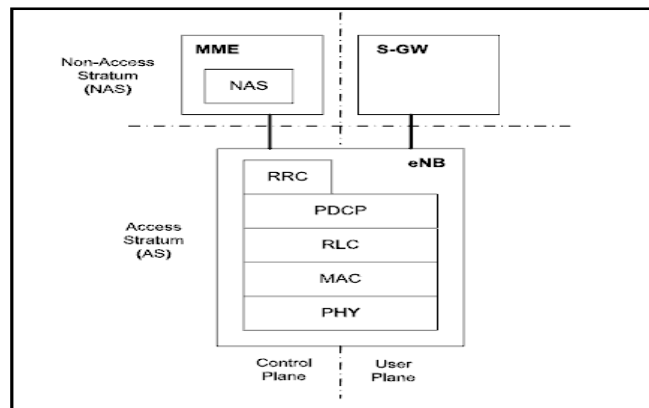 MME
S-GW
Non-Access
Stratum
(NAS)
NAS
eNB
RRC
PDCP
Access
Stratum
(AS)
RLC
MAC
PHY
Control
Plane
User
Plane